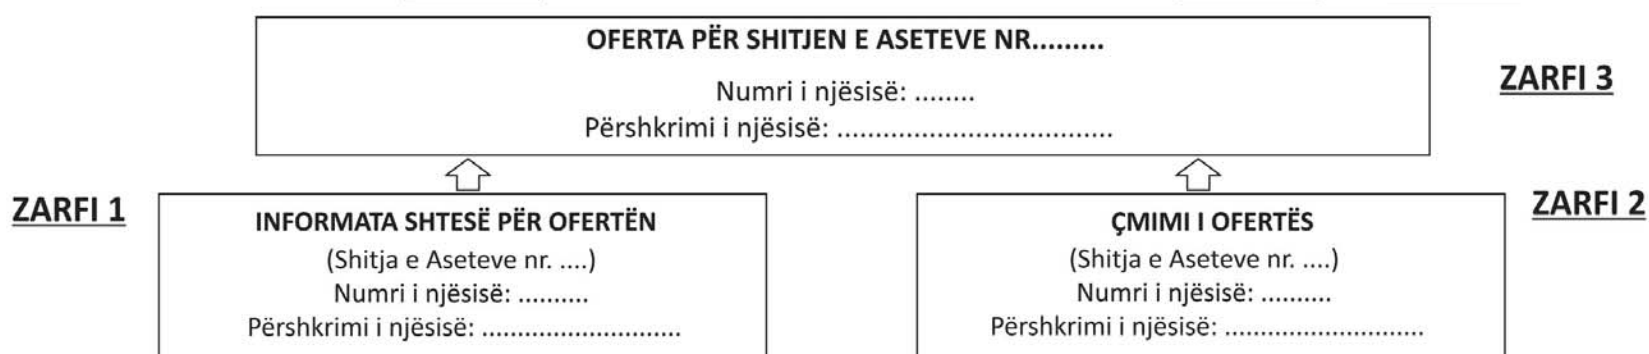 OFERTA PËR SHITJEN E ASETEVE NR.........
Numri i njësisë: ........
Përshkrimi i njësisë: ....................................
ZARFI 3
ZARFI 1
INFORMATA SHTESË PËR OFERTËN
(Shitja e Aseteve nr. ....)
Numri i njësisë: ..........
Përshkrimi i njësisë: ............................
ÇMIMI I OFERTËS
(Shitja e Aseteve nr. ....)
Numri i njësisë: ..........
Përshkrimi i njësisë: ............................
ZARFI 2